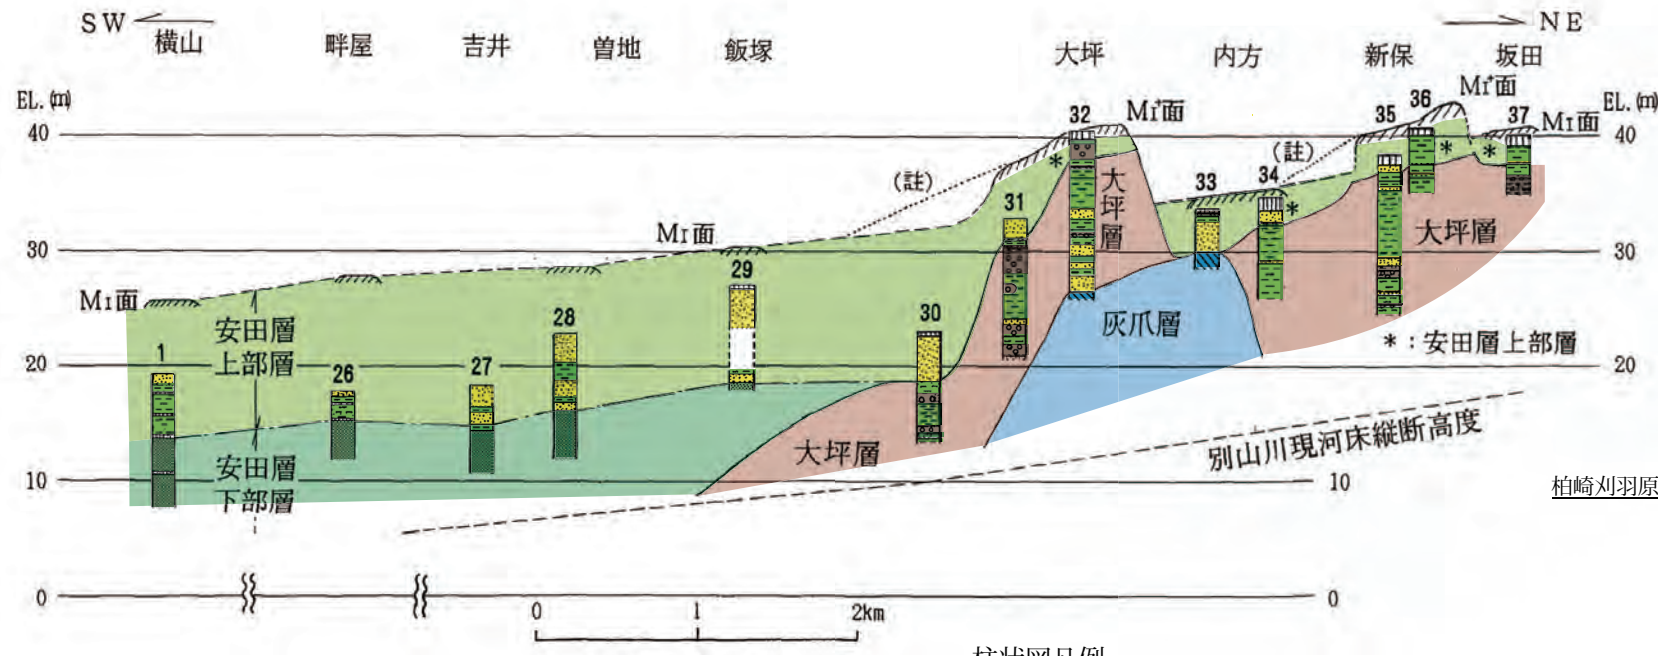 SW
NE
横山 畔屋 吉井 曽地 飯塚 大坪 内方 新保 坂田
EL.(m)
EL.(m)
40
40
30
30
20
20
10
10
0
0
MI面
MI面
MI⁺面
MI⁺面
MI面
(註)
(註)
1
26
27
28
29
30
31
32
33
34
35
36
37
安田層
上部層
安田層
下部層
大坪層
大坪層
灰爪層
大坪層
*
*
*
*
*:安田層上部層
別山川現河床縦断高度
柏崎刈羽原
0 1 2km